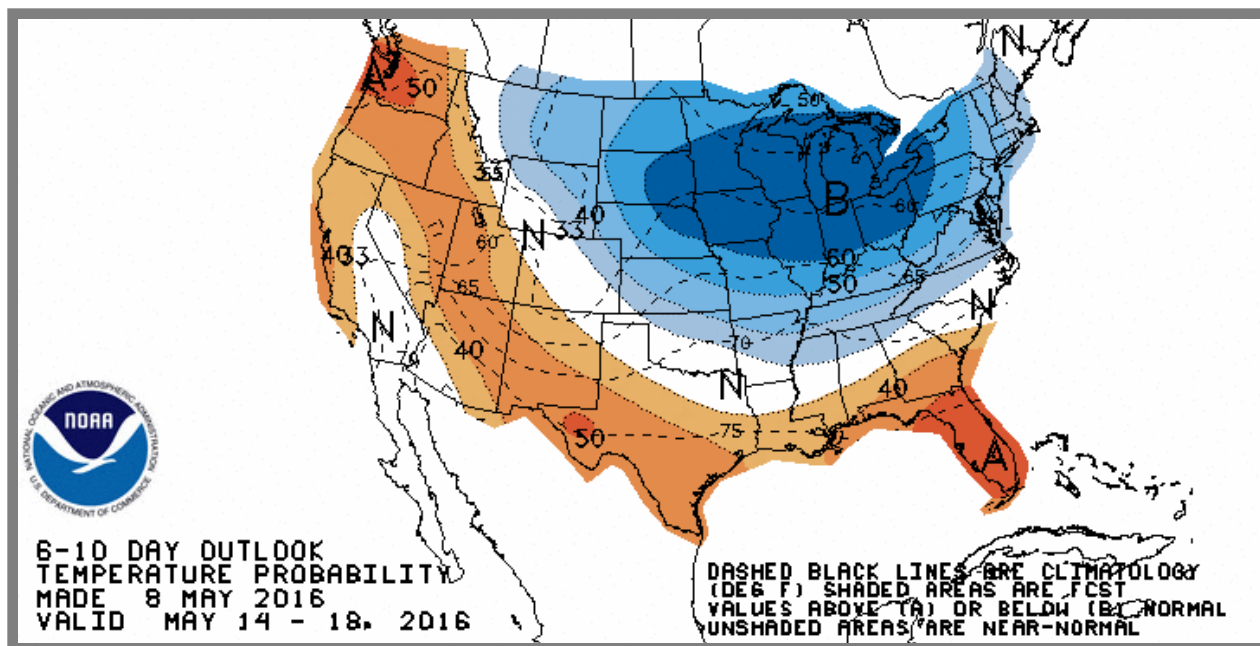 N
A
50
50
33
55
B
40
60
N
33
60
40
33
60
50
65
65
N
N
70
70
40
N
40
50
75
A
NOAA
NATIONAL OCEANIC AND ATMOSPHERIC ADMINISTRATION
U.S. DEPARTMENT OF COMMERCE
6-10 DAY OUTLOOK
TEMPERATURE PROBABILITY
MADE 8 MAY 2016
VALID MAY 14 - 18, 2016
DASHED BLACK LINES ARE CLIMATOLOGY
(DEG F) SHADED AREAS ARE FCST
VALUES ABOVE (A) OR BELOW (B) NORMAL
UNSHADED AREAS ARE NEAR-NORMAL